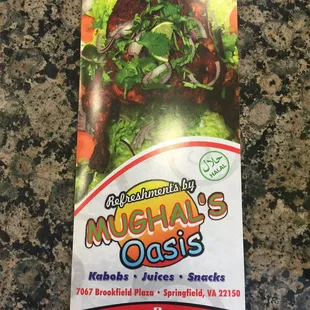 حلال
HALAL
Refreshments by
MUGHAL'S
Oasis
Kabobs • Juices • Snacks
7067 Brookfield Plaza • Springfield, VA 22150